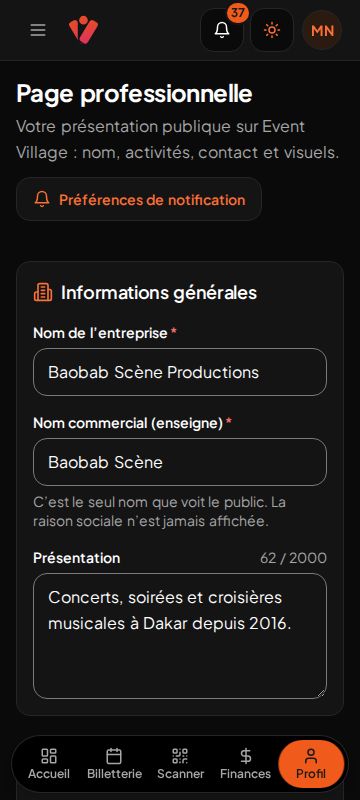 37
MN
Page professionnelle
Votre présentation publique sur Event
Village : nom, activités, contact et visuels.
Préférences de notification
Informations générales
Nom de l'entreprise *
Baobab Scène Productions
Nom commercial (enseigne) *
Baobab Scène
C'est le seul nom que voit le public. La
raison sociale n'est jamais affichée.
Présentation 62 / 2000
Concerts, soirées et croisières
musicales à Dakar depuis 2016.
Accueil Billetterie Scanner Finances Profil